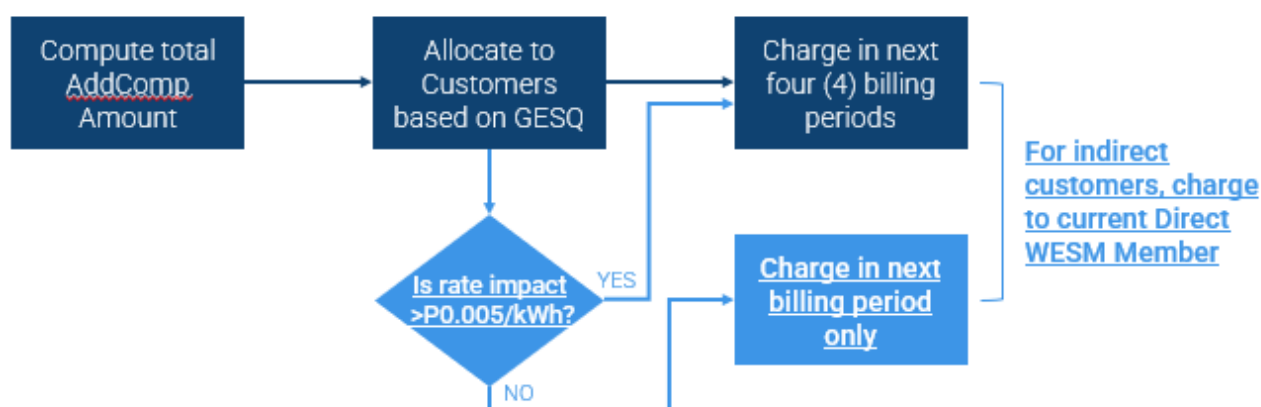 Compute total
AddComp
Amount
Allocate to
Customers
based on GESQ
Charge in next
four (4) billing
periods
For indirect
customers, charge
to current Direct
WESM Member
Is rate impact
>P0.005/kWh?
YES
NO
Charge in next
billing period
only